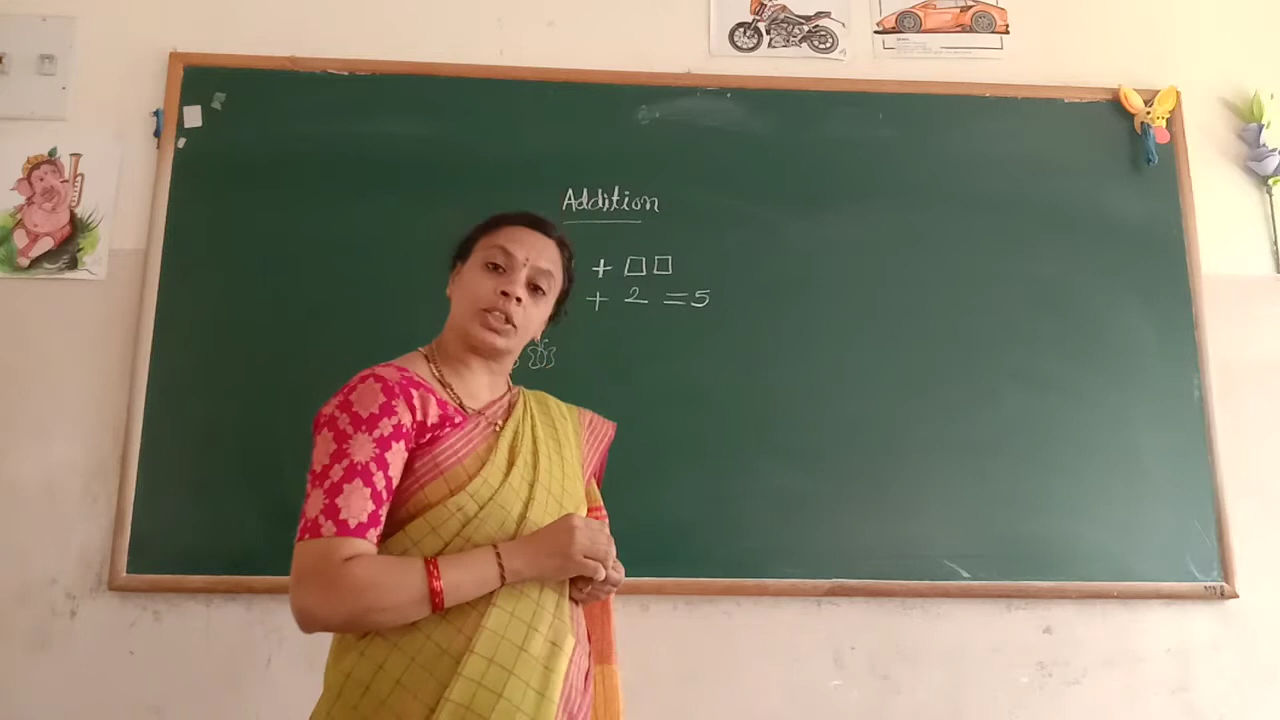 Addition
+ □ □
+ 2 = 5